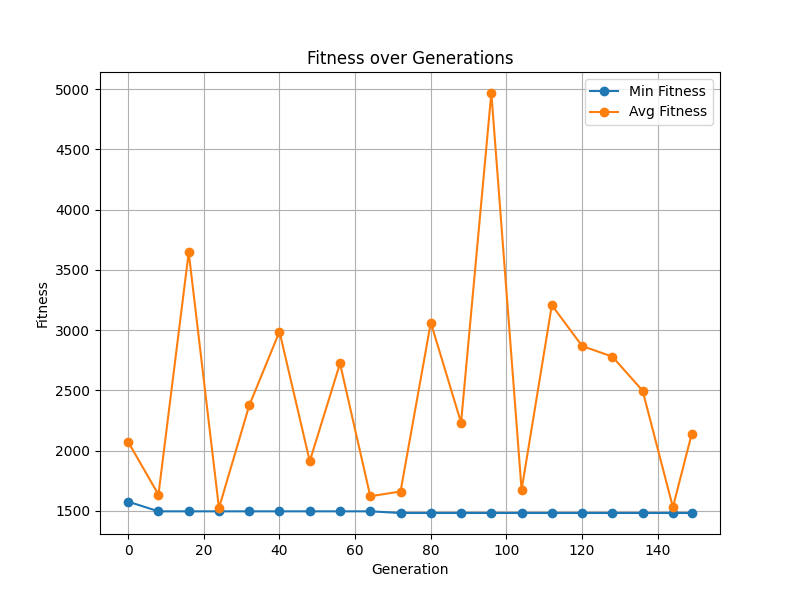 Fitness over Generations
Min Fitness
Avg Fitness
5000
4500
4000
3500
3000
2500
2000
1500
Fitness
0 20 40 60 80 100 120 140
Generation